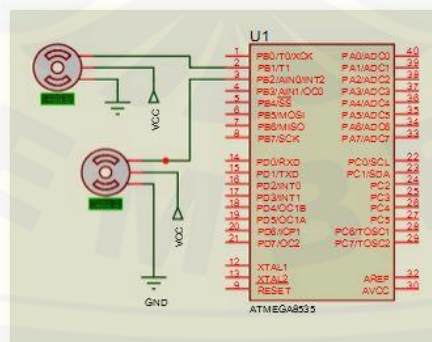 U1
1 PB0/T0/XCK PA0/ADC0 40
2 PB1/T1 PA1/ADC1 39
3 PB2/AIN0/INT2 PA2/ADC2 38
4 PB3/AIN1/OC0 PA3/ADC3 37
5 PB4/SS PA4/ADC4 36
6 PB5/MOSI PA5/ADC5 35
7 PB6/MISO PA6/ADC6 34
8 PB7/SCK PA7/ADC7 33
14 PD0/RXD PC0/SCL 22
15 PD1/TXD PC1/SDA 23
16 PD2/INT0 PC2 24
17 PD3/INT1 PC3 25
18 PD4/OC1B PC4 26
19 PD5/OC1A PC5 27
20 PD6/ICP1 PC6/TOSC1 28
21 PD7/OC2 PC7/TOSC2 29
12 XTAL1
13 XTAL2 AREF 32
9 RESET AVCC 30
ATMEGA8535
VCC
VCC
GND